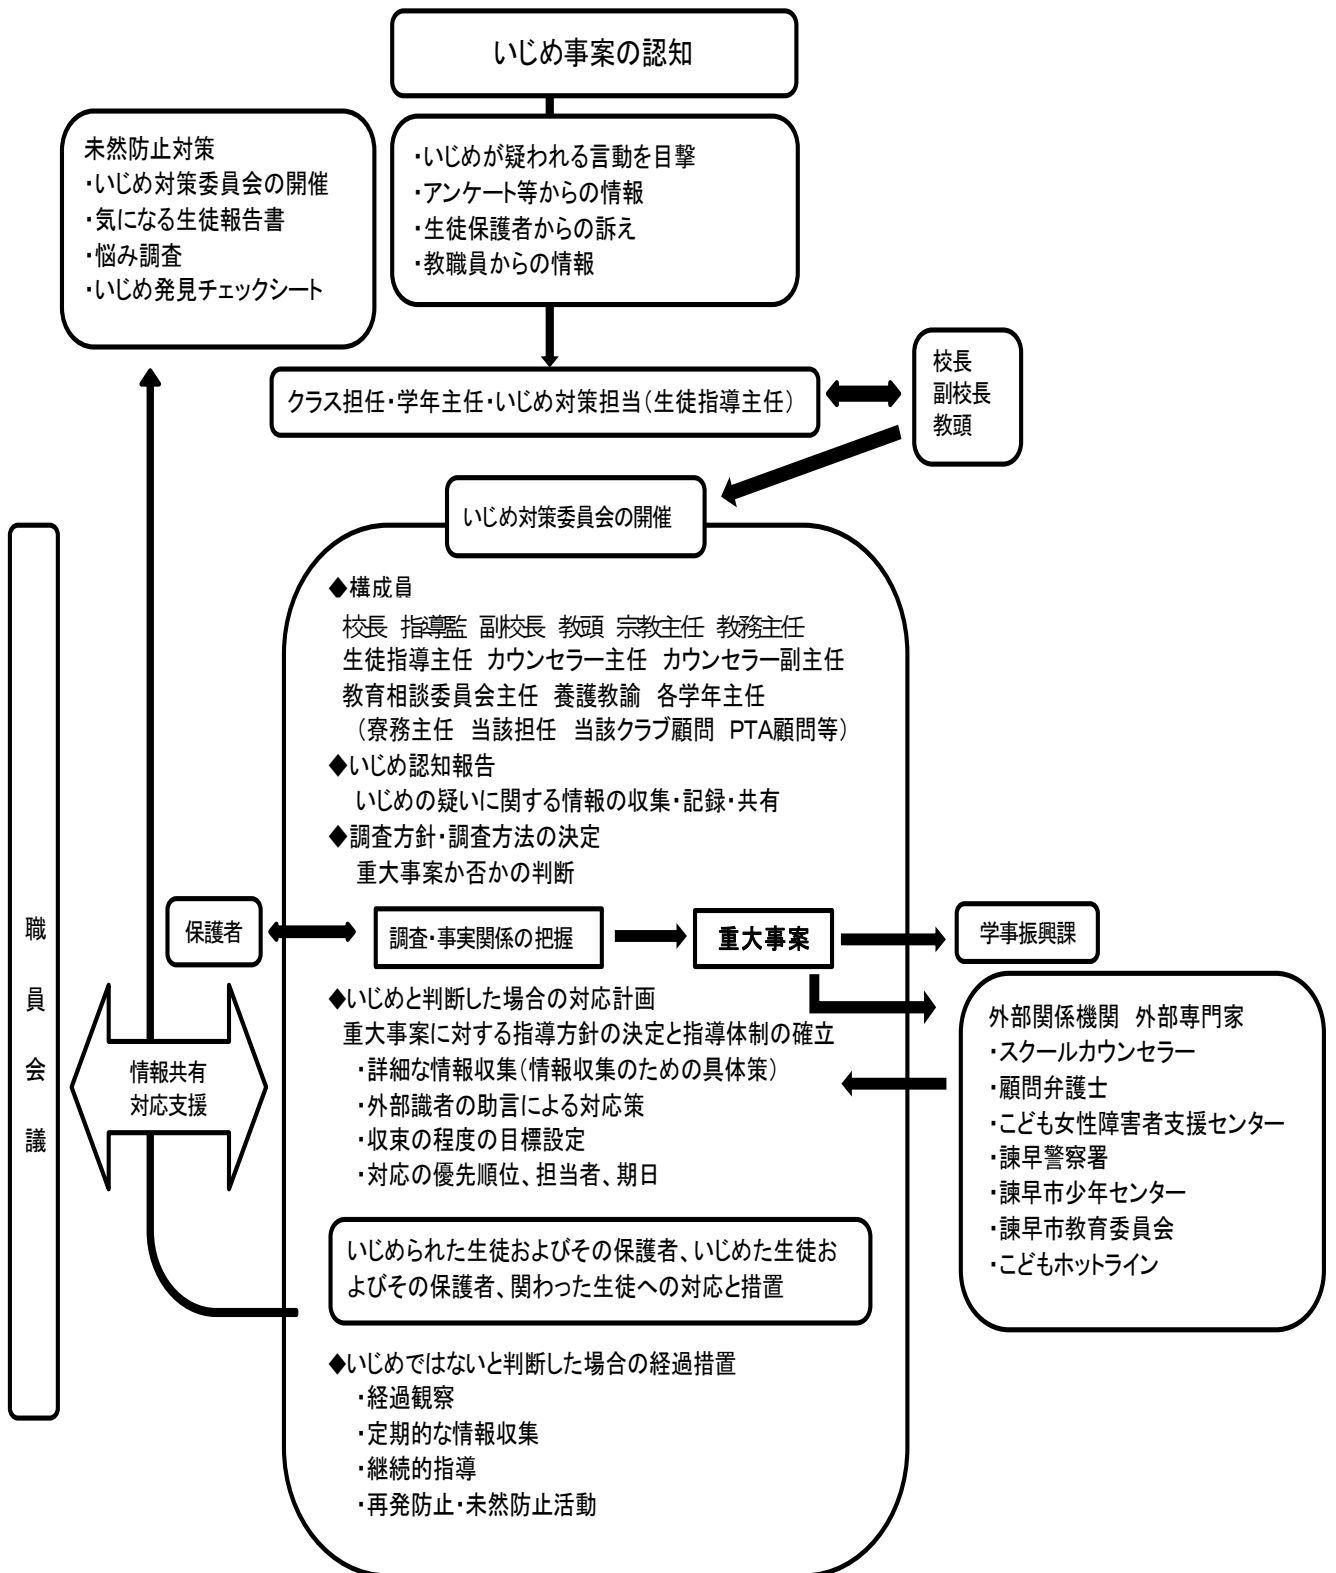 いじめ事案の認知
未然防止対策
・いじめ対策委員会の開催
・気になる生徒報告書
・悩み調査
・いじめ発見チェックシート
・いじめが疑われる言動を目撃
・アンケート等からの情報
・生徒保護者からの訴え
・教職員からの情報
クラス担任・学年主任・いじめ対策担当（生徒指導主任）
校長
副校長
教頭
いじめ対策委員会の開催
◆構成員
校長 指導監 副校長 教頭 宗教主任 教務主任
生徒指導主任 カウンセラー主任 カウンセラー副主任
教育相談委員会主任 養護教諭 各学年主任
（寮務主任 当該担任 当該クラブ顧問 PTA顧問等）
◆いじめ認知報告
いじめの疑いに関する情報の収集・記録・共有
◆調査方針・調査方法の決定
重大事案か否かの判断
職員会議
保護者
調査・事実関係の把握
重大事案
学事振興課
情報共有
対応支援
◆いじめと判断した場合の対応計画
重大事案に対する指導方針の決定と指導体制の確立
・詳細な情報収集（情報収集のための具体策）
・外部識者の助言による対応策
・収束の程度の目標設定
・対応の優先順位、担当者、期日
外部関係機関 外部専門家
・スクールカウンセラー
・顧問弁護士
・こども女性障害者支援センター
・諫早警察署
・諫早市少年センター
・諫早市教育委員会
・こどもホットライン
いじめられた生徒およびその保護者、いじめた生徒お
よびその保護者、関わった生徒への対応と措置
◆いじめではないと判断した場合の経過措置
・経過観察
・定期的な情報収集
・継続的指導
・再発防止・未然防止活動